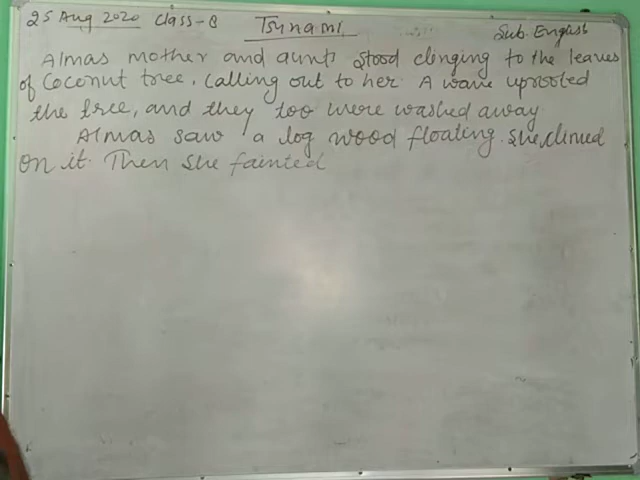 25 Aug 2020 Class-8 Tsunami Sub. English
Almas mother and aunts stood clinging to the leaves
of Coconut tree, calling out to her. A wave uprooted
the tree, and they too were washed away
Almas saw a log wood floating. She climed
on it. Then she fainted